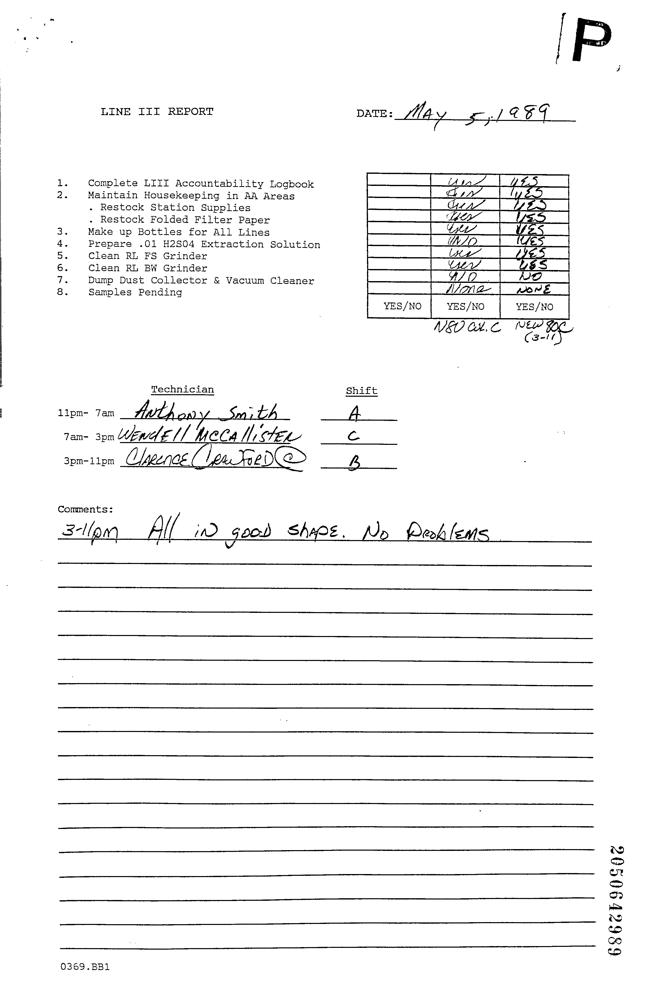 P
LINE III REPORT DATE: MAY 5, 1989
1. Complete LIII Accountability Logbook yes YES
2. Maintain Housekeeping in AA Areas yes YES
. Restock Station Supplies yes YES
. Restock Folded Filter Paper yes YES
3. Make up Bottles for All Lines yes YES
4. Prepare .01 H2S04 Extraction Solution N/O YES
5. Clean RL FS Grinder yes YES
6. Clean RL BW Grinder yes YES
7. Dump Dust Collector & Vacuum Cleaner N/O NO
8. Samples Pending None NONE
YES/NO YES/NO YES/NO
NEW 80C
(3-11)
Technician Shift
11pm- 7am ANthony Smith A
7am- 3pm WENdEll McCAllisTER C
3pm-11pm CLARENCE CRAWFORD C B
Comments:
3-11pm All iN good SHAPE. No PRoblEMS
2050642989
0369.BB1